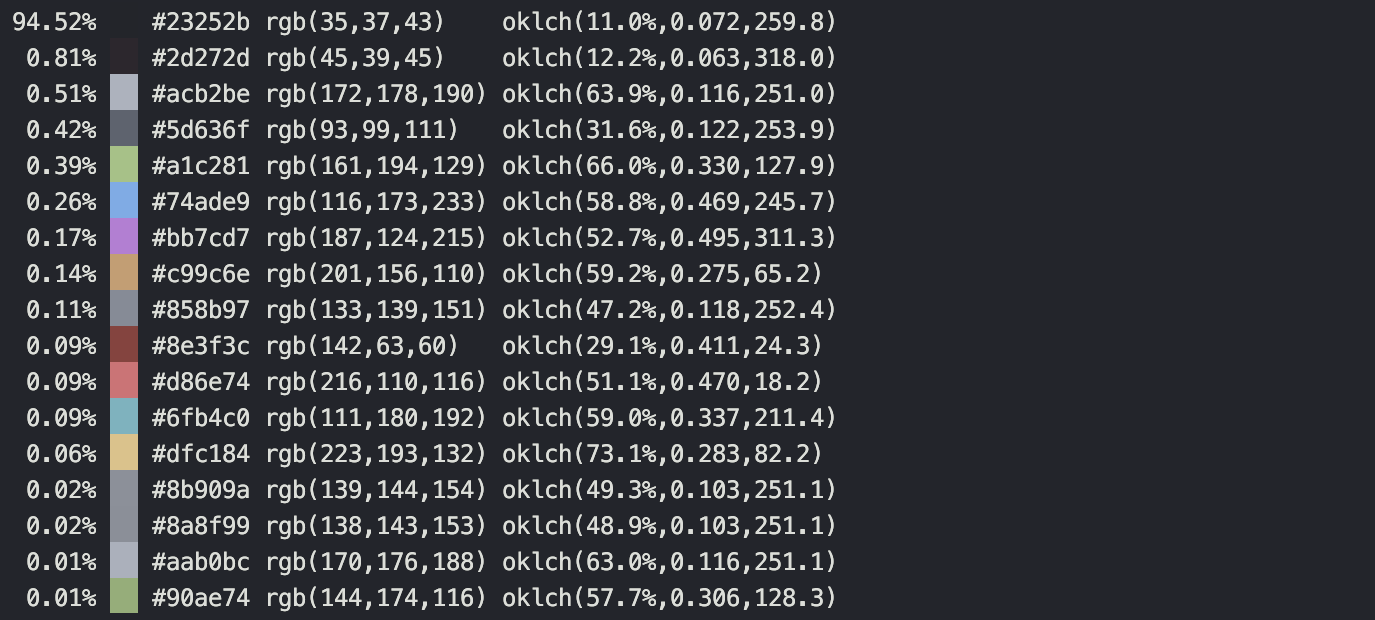 94.52% #23252b rgb(35,37,43) oklch(11.0%,0.072,259.8)
0.81% #2d272d rgb(45,39,45) oklch(12.2%,0.063,318.0)
0.51% #acb2be rgb(172,178,190) oklch(63.9%,0.116,251.0)
0.42% #5d636f rgb(93,99,111) oklch(31.6%,0.122,253.9)
0.39% #a1c281 rgb(161,194,129) oklch(66.0%,0.330,127.9)
0.26% #74ade9 rgb(116,173,233) oklch(58.8%,0.469,245.7)
0.17% #bb7cd7 rgb(187,124,215) oklch(52.7%,0.495,311.3)
0.14% #c99c6e rgb(201,156,110) oklch(59.2%,0.275,65.2)
0.11% #858b97 rgb(133,139,151) oklch(47.2%,0.118,252.4)
0.09% #8e3f3c rgb(142,63,60) oklch(29.1%,0.411,24.3)
0.09% #d86e74 rgb(216,110,116) oklch(51.1%,0.470,18.2)
0.09% #6fb4c0 rgb(111,180,192) oklch(59.0%,0.337,211.4)
0.06% #dfc184 rgb(223,193,132) oklch(73.1%,0.283,82.2)
0.02% #8b909a rgb(139,144,154) oklch(49.3%,0.103,251.1)
0.02% #8a8f99 rgb(138,143,153) oklch(48.9%,0.103,251.1)
0.01% #aab0bc rgb(170,176,188) oklch(63.0%,0.116,251.1)
0.01% #90ae74 rgb(144,174,116) oklch(57.7%,0.306,128.3)